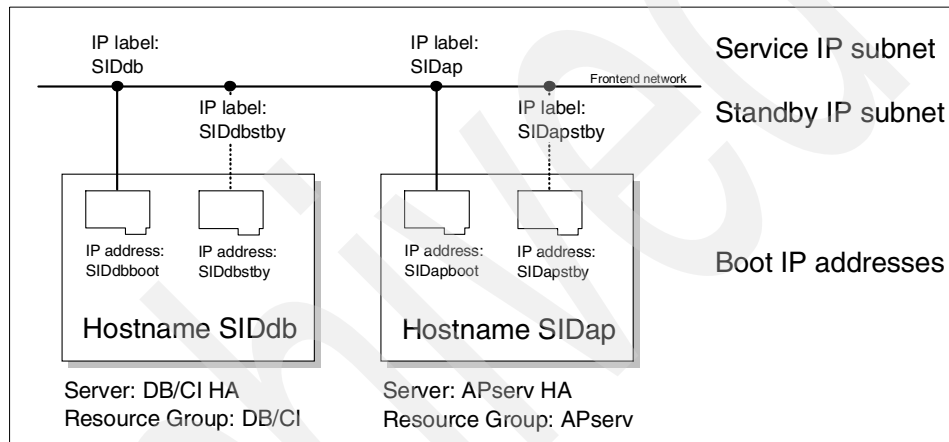 IP label:
SIDdb
IP label:
SIDap
Service IP subnet
Frontend network
IP label:
SIDdbstby
IP label:
SIDapstby
Standby IP subnet
IP address:
SIDdbboot
IP address:
SIDdbstby
IP address:
SIDapboot
IP address:
SIDapstby
Boot IP addresses
Hostname SIDdb
Hostname SIDap
Server: DB/CI HA
Resource Group: DB/CI
Server: APserv HA
Resource Group: APserv